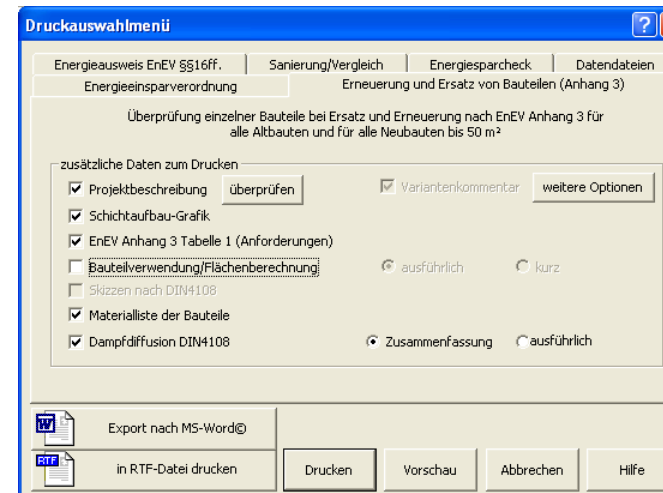 Druckauswahlmenü
Energieausweis EnEV §§16ff.
Sanierung/Vergleich
Energiesparcheck
Datendateien
Energieeinsparverordnung
Erneuerung und Ersatz von Bauteilen (Anhang 3)
Überprüfung einzelner Bauteile bei Ersatz und Erneuerung nach EnEV Anhang 3 für
alle Altbauten und für alle Neubauten bis 50 m²
zusätzliche Daten zum Drucken
Projektbeschreibung
überprüfen
Variantenkommentar
weitere Optionen
Schichtaufbau-Grafik
EnEV Anhang 3 Tabelle 1 (Anforderungen)
Bauteilverwendung/Flächenberechnung
ausführlich
kurz
Skizzen nach DIN4108
Materialliste der Bauteile
Dampfdiffusion DIN4108
Zusammenfassung
ausführlich
W
Export nach MS-Word©
RTF
in RTF-Datei drucken
Drucken
Vorschau
Abbrechen
Hilfe